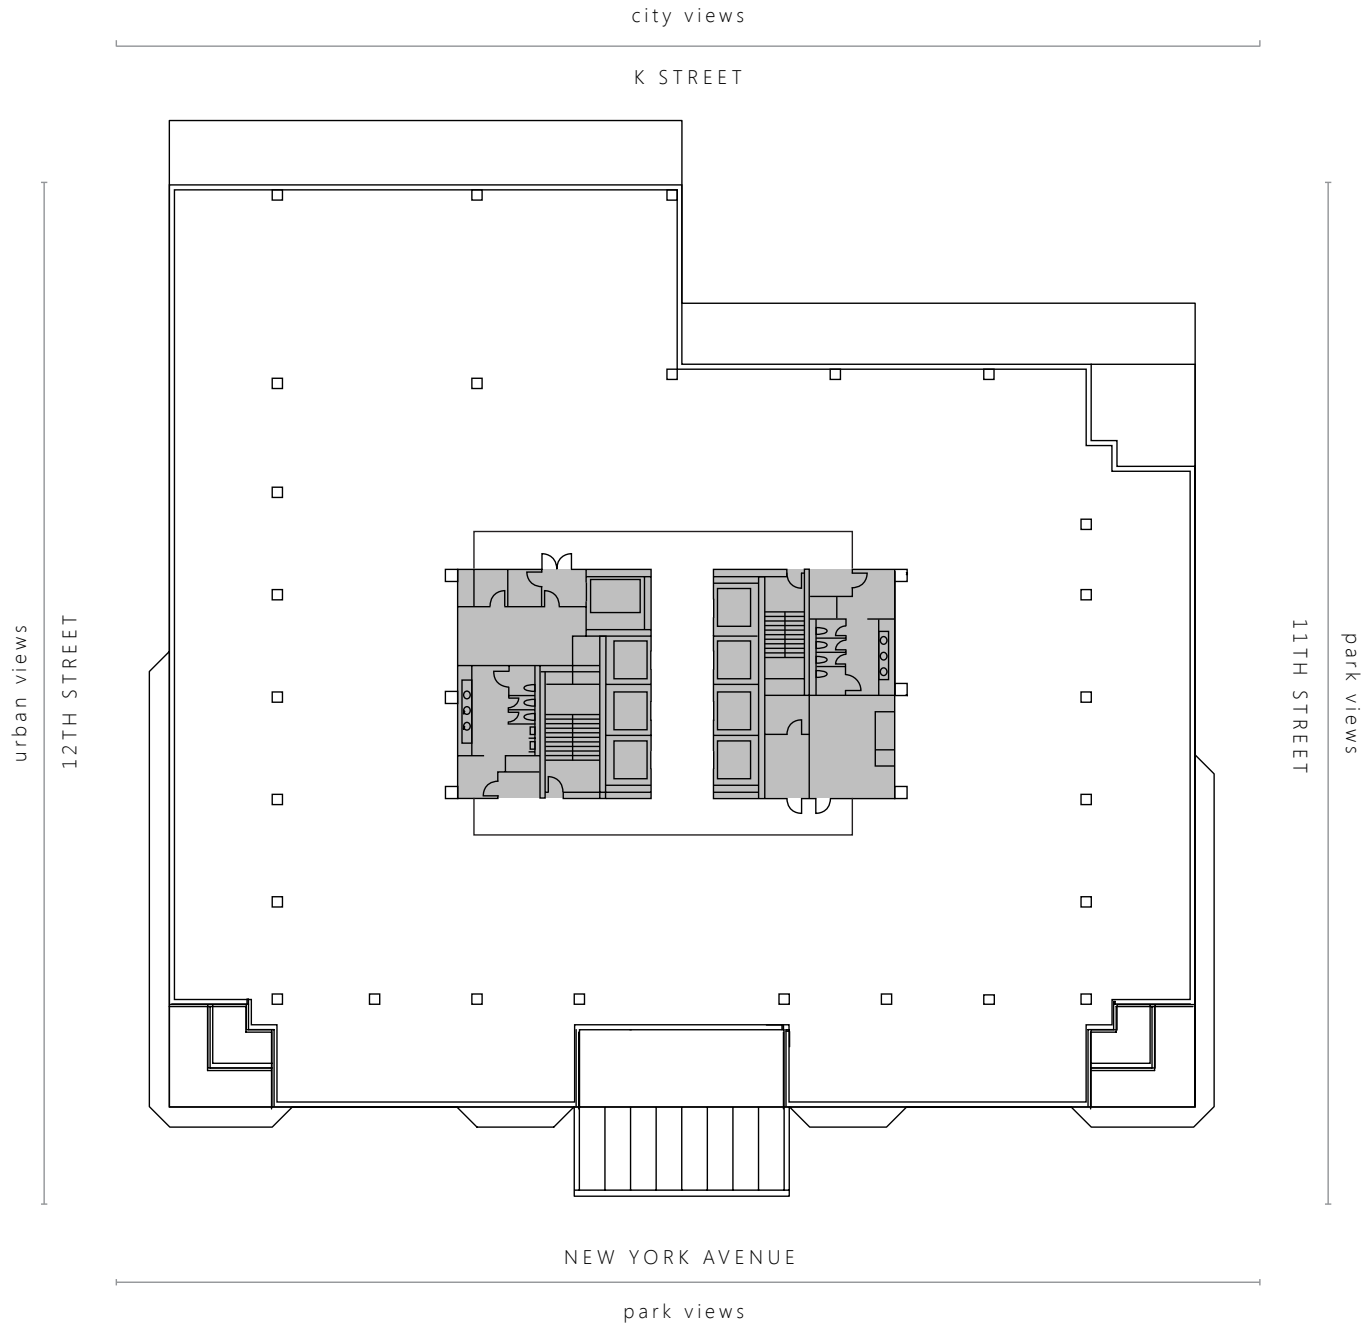 city views
K STREET
urban views
12TH STREET
11TH STREET
park views
NEW YORK AVENUE
park views